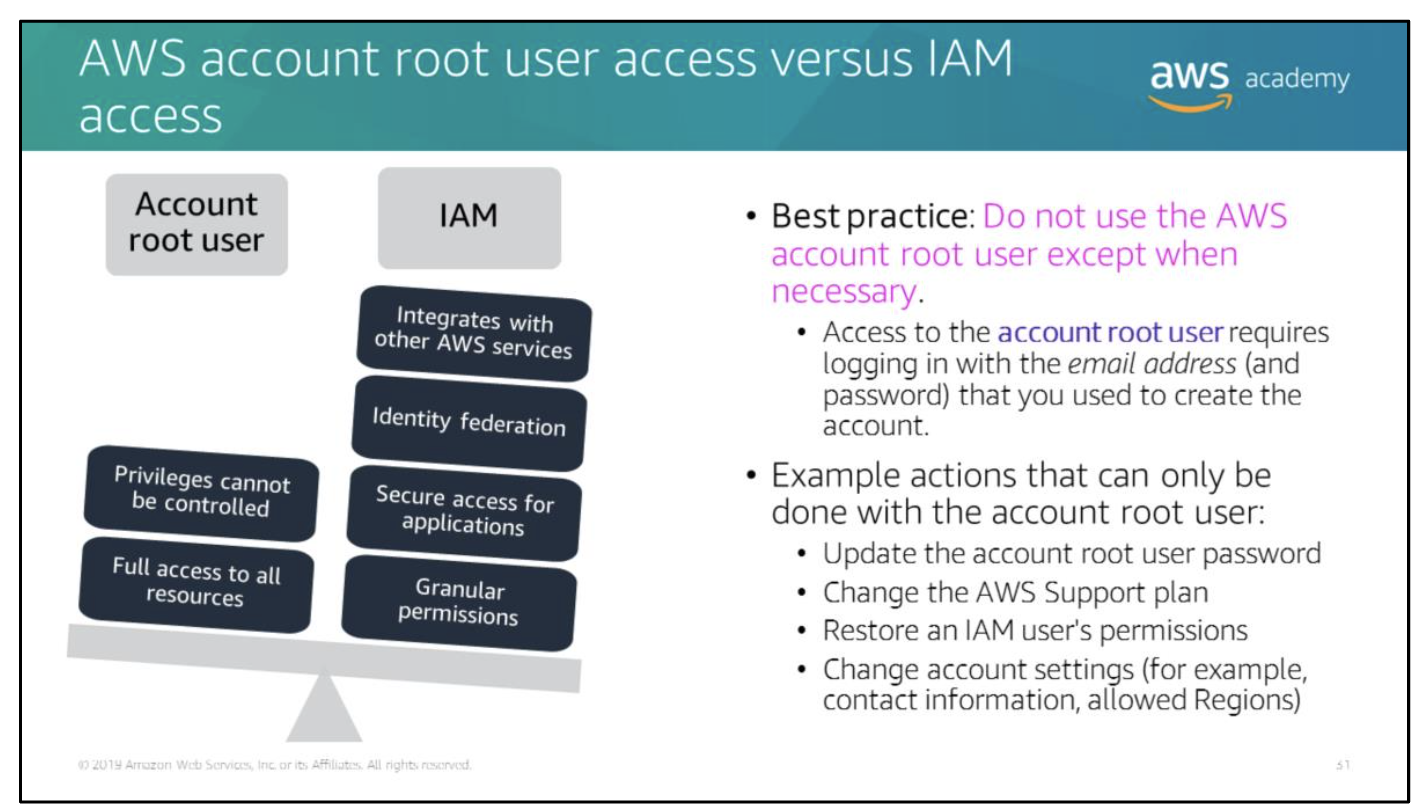 AWS account root user access versus IAM
access
aws academy
Account
root user
IAM
Integrates with
other AWS services
Identity federation
Privileges cannot
be controlled
Secure access for
applications
Full access to all
resources
Granular
permissions
• Best practice: Do not use the AWS
account root user except when
necessary.
• Access to the account root user requires
logging in with the email address (and
password) that you used to create the
account.
• Example actions that can only be
done with the account root user:
• Update the account root user password
• Change the AWS Support plan
• Restore an IAM user's permissions
• Change account settings (for example,
contact information, allowed Regions)
© 2019 Amazon Web Services, Inc. or its Affiliates. All rights reserved.
31